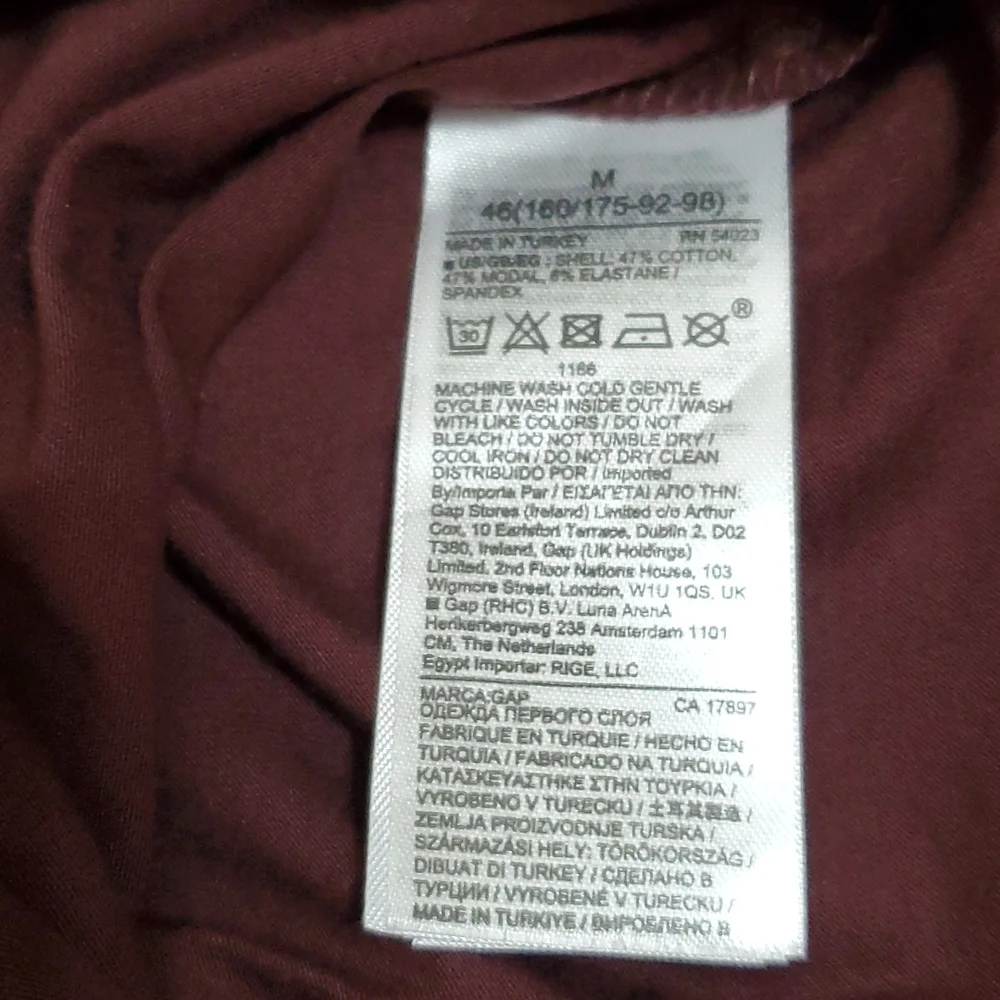 M
46(160/175-92-98)
MADE IN TURKEY RN 54023
US/GB/EG : SHELL: 47% COTTON,
47% MODAL, 6% ELASTANE /
SPANDEX
30 ®
1166
MACHINE WASH COLD GENTLE
CYCLE / WASH INSIDE OUT / WASH
WITH LIKE COLORS / DO NOT
BLEACH / DO NOT TUMBLE DRY /
COOL IRON / DO NOT DRY CLEAN
DISTRIBUIDO POR / Imported
By/Importe Par / ΕΙΣΑΓΕΤΑΙ ΑΠΟ ΤΗΝ:
Gap Stores (Ireland) Limited c/o Arthur
Cox, 10 Earlsfort Terrace, Dublin 2, D02
T380, Ireland, Gap (UK Holdings)
Limited, 2nd Floor Nations House, 103
Wigmore Street, London, W1U 1QS, UK
Gap (RHC) B.V. Luna ArenA
Herikerbergweg 238 Amsterdam 1101
CM, The Netherlands
Egypt Importer: RIGE, LLC
MARCA:GAP CA 17897
ОДЕЖДА ПЕРВОГО СЛОЯ
FABRIQUE EN TURQUIE / HECHO EN
TURQUIA / FABRICADO NA TURQUIA /
ΚΑΤΑΣΚΕΥΑΣΤΗΚΕ ΣΤΗΝ ΤΟΥΡΚΙΑ /
VYROBENO V TURECKU / 土耳其製造 /
ZEMLJA PROIZVODNJE TURSKA /
SZÁRMAZÁSI HELY: TÖRÖKORSZÁG /
DIBUAT DI TURKEY / СДЕЛАНО В
ТУРЦИИ / VYROBENÉ V TURECKU /
MADE IN TURKIYE / ВИРОБЛЕНО В